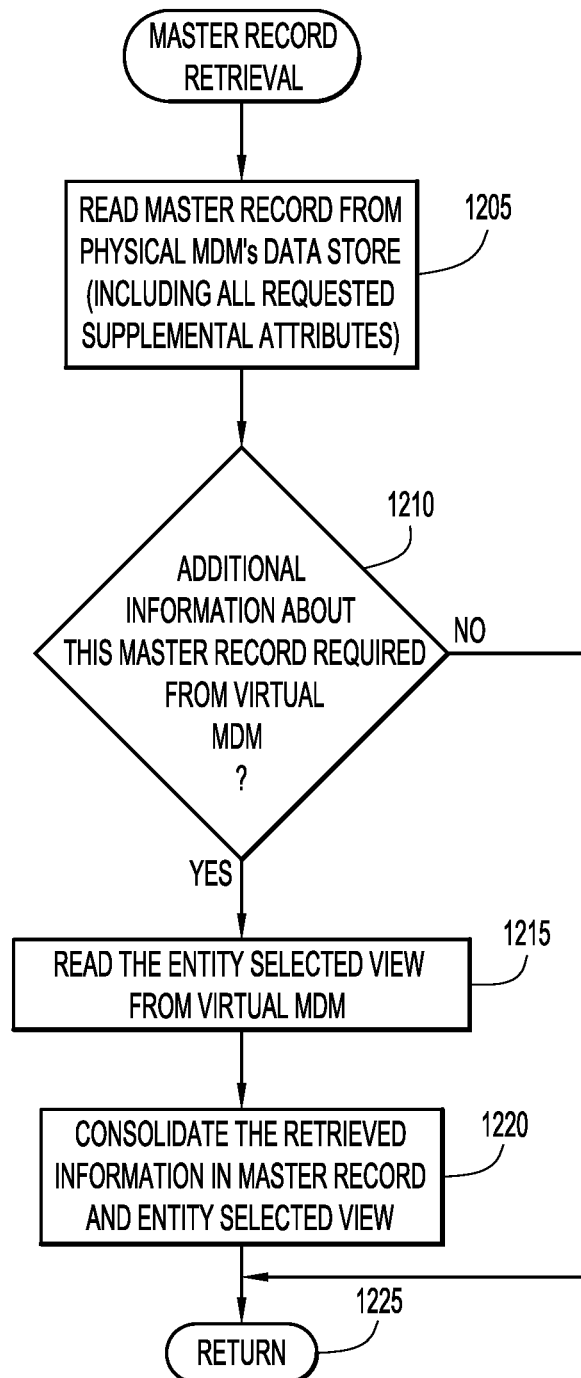 MASTER RECORD
RETRIEVAL
READ MASTER RECORD FROM
PHYSICAL MDM's DATA STORE
(INCLUDING ALL REQUESTED
SUPPLEMENTAL ATTRIBUTES)
1205
1210
ADDITIONAL
INFORMATION ABOUT
THIS MASTER RECORD REQUIRED
FROM VIRTUAL
MDM
?
NO
YES
READ THE ENTITY SELECTED VIEW
FROM VIRTUAL MDM
1215
CONSOLIDATE THE RETRIEVED
INFORMATION IN MASTER RECORD
AND ENTITY SELECTED VIEW
1220
1225
RETURN